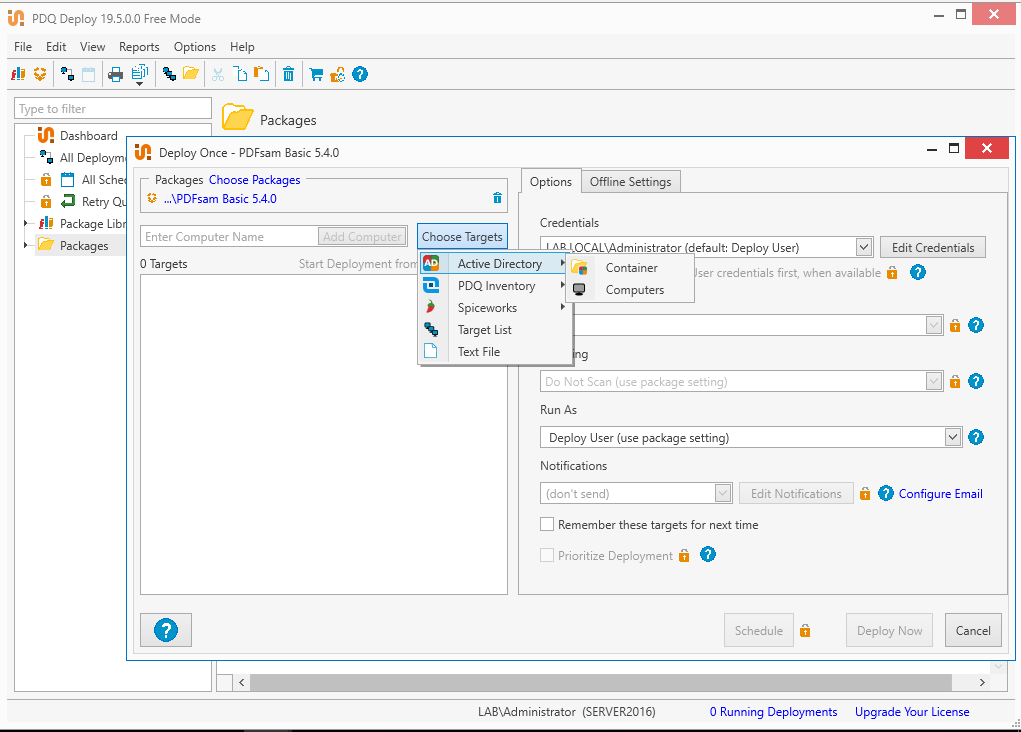 PDQ Deploy 19.5.0.0 Free Mode
File Edit View Reports Options Help
Type to filter
Packages
Dashboard
All Deploym
All Sched
Retry Qu
Package Libr
Packages
Deploy Once - PDFsam Basic 5.4.0
Packages Choose Packages
...\PDFsam Basic 5.4.0
Enter Computer Name Add Computer Choose Targets
0 Targets Start Deployment from
Active Directory
PDQ Inventory
Spiceworks
Target List
Text File
Container
Computers
Options Offline Settings
Credentials
LAB.LOCAL\Administrator (default: Deploy User) Edit Credentials
User credentials first, when available
ng
Do Not Scan (use package setting)
Run As
Deploy User (use package setting)
Notifications
(don't send) Edit Notifications Configure Email
Remember these targets for next time
Prioritize Deployment
Schedule Deploy Now Cancel
LAB\Administrator (SERVER2016) 0 Running Deployments Upgrade Your License